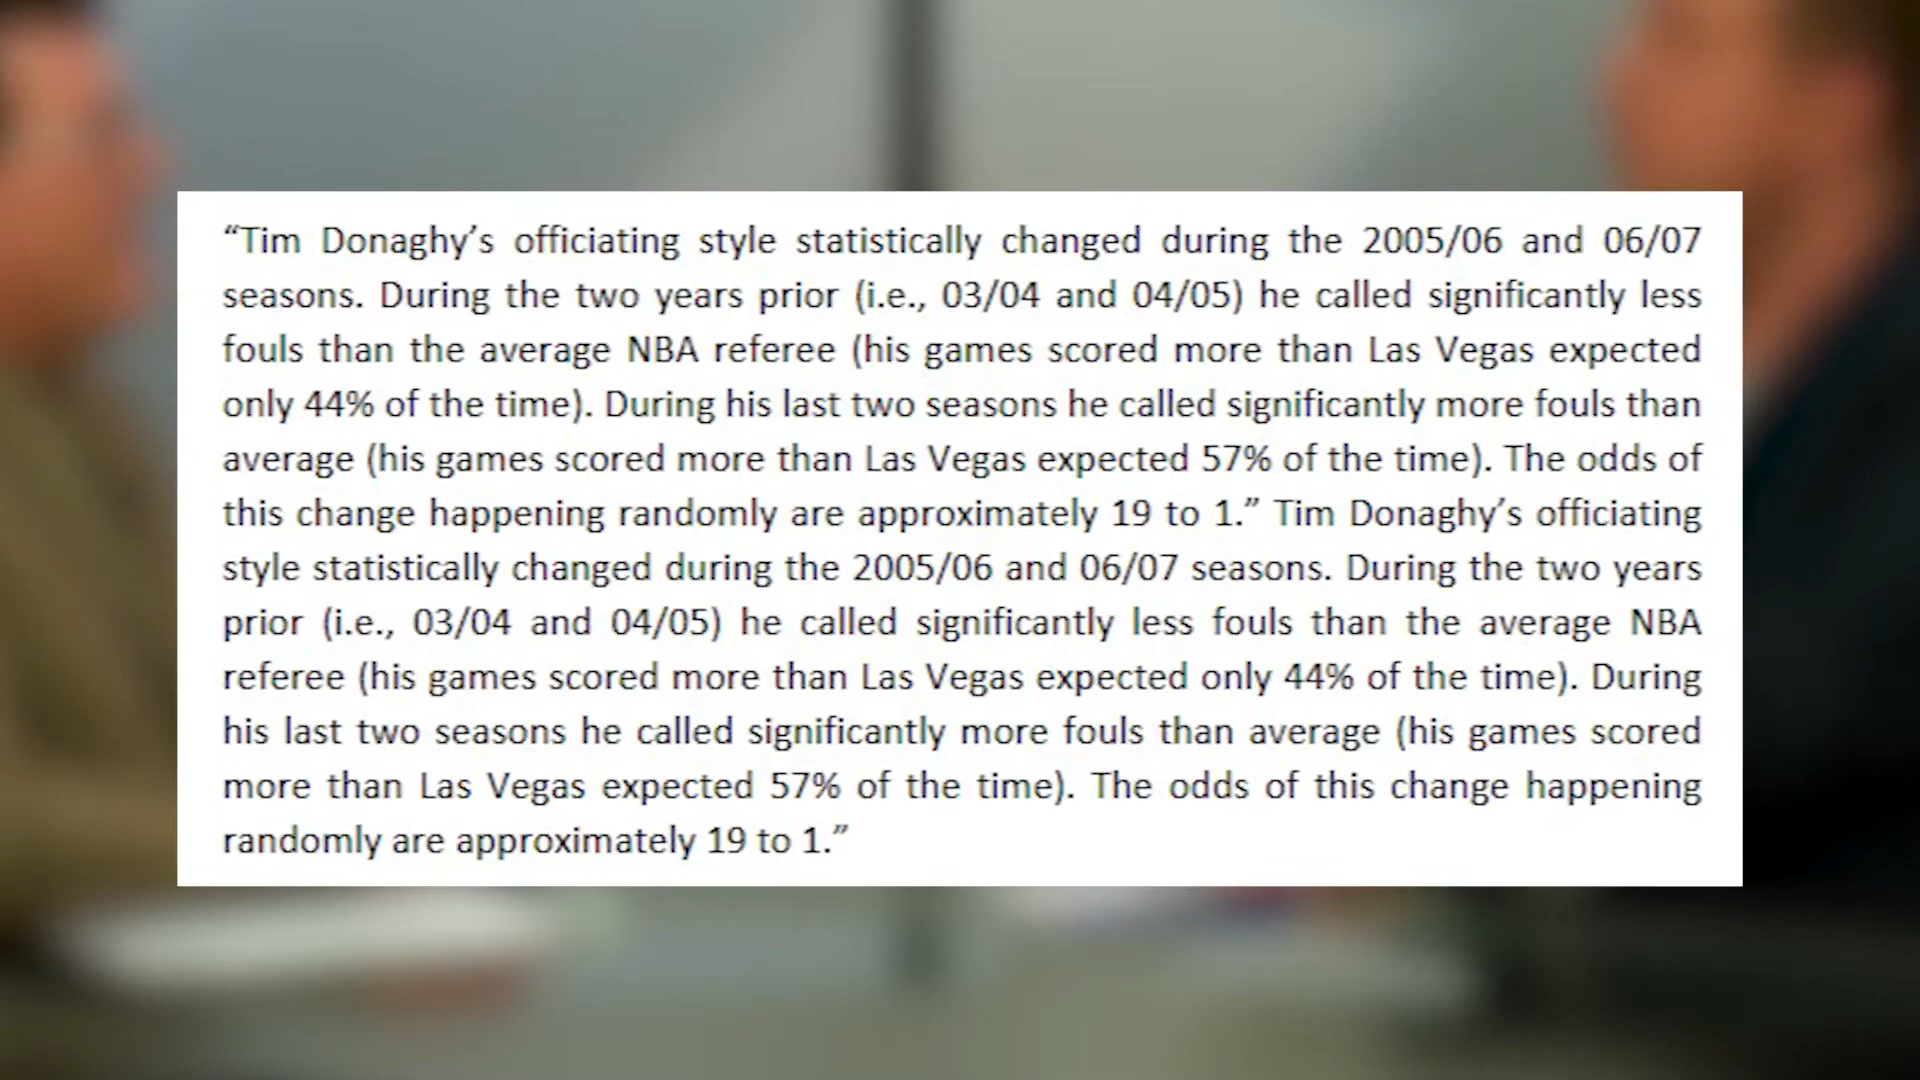 “Tim Donaghy’s officiating style statistically changed during the 2005/06 and 06/07
seasons. During the two years prior (i.e., 03/04 and 04/05) he called significantly less
fouls than the average NBA referee (his games scored more than Las Vegas expected
only 44% of the time). During his last two seasons he called significantly more fouls than
average (his games scored more than Las Vegas expected 57% of the time). The odds of
this change happening randomly are approximately 19 to 1.” Tim Donaghy’s officiating
style statistically changed during the 2005/06 and 06/07 seasons. During the two years
prior (i.e., 03/04 and 04/05) he called significantly less fouls than the average NBA
referee (his games scored more than Las Vegas expected only 44% of the time). During
his last two seasons he called significantly more fouls than average (his games scored
more than Las Vegas expected 57% of the time). The odds of this change happening
randomly are approximately 19 to 1.”